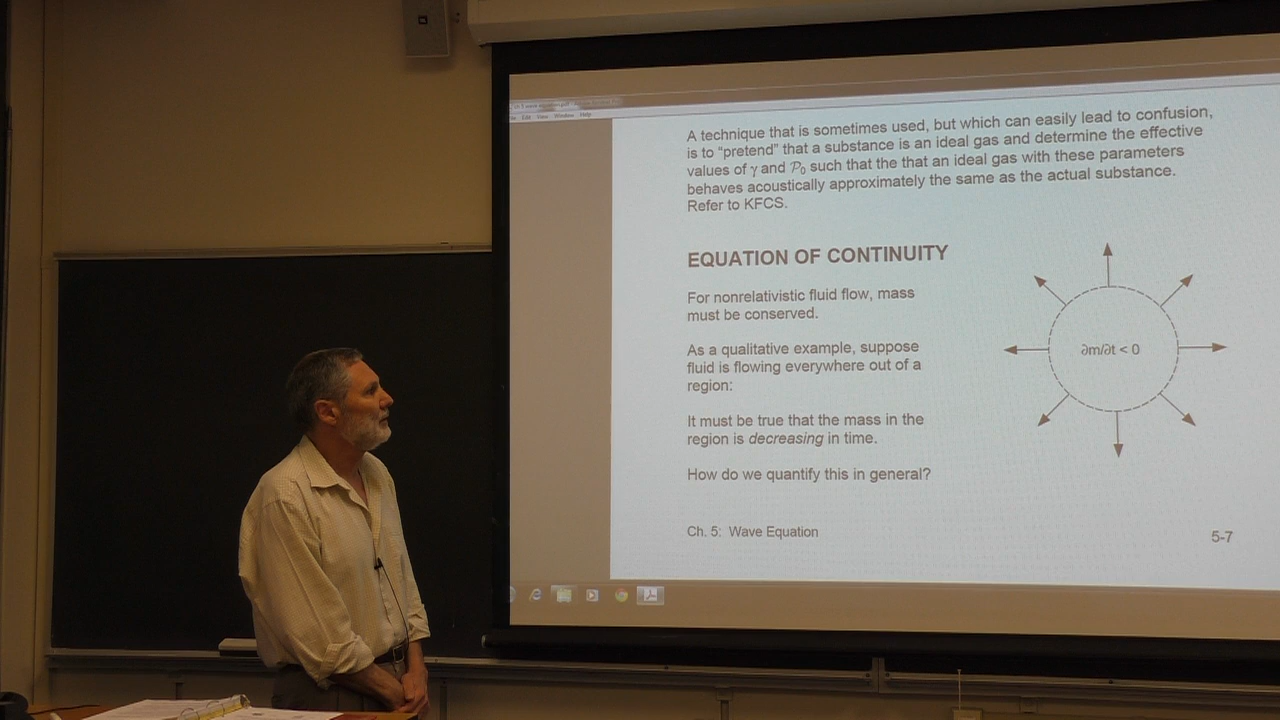 File Edit View Window Help
A technique that is sometimes used, but which can easily lead to confusion,
is to “pretend” that a substance is an ideal gas and determine the effective
values of γ and 𝒫₀ such that the that an ideal gas with these parameters
behaves acoustically approximately the same as the actual substance.
Refer to KFCS.
EQUATION OF CONTINUITY
For nonrelativistic fluid flow, mass
must be conserved.
As a qualitative example, suppose
fluid is flowing everywhere out of a
region:
∂m/∂t < 0
It must be true that the mass in the
region is decreasing in time.
How do we quantify this in general?
Ch. 5: Wave Equation
5-7